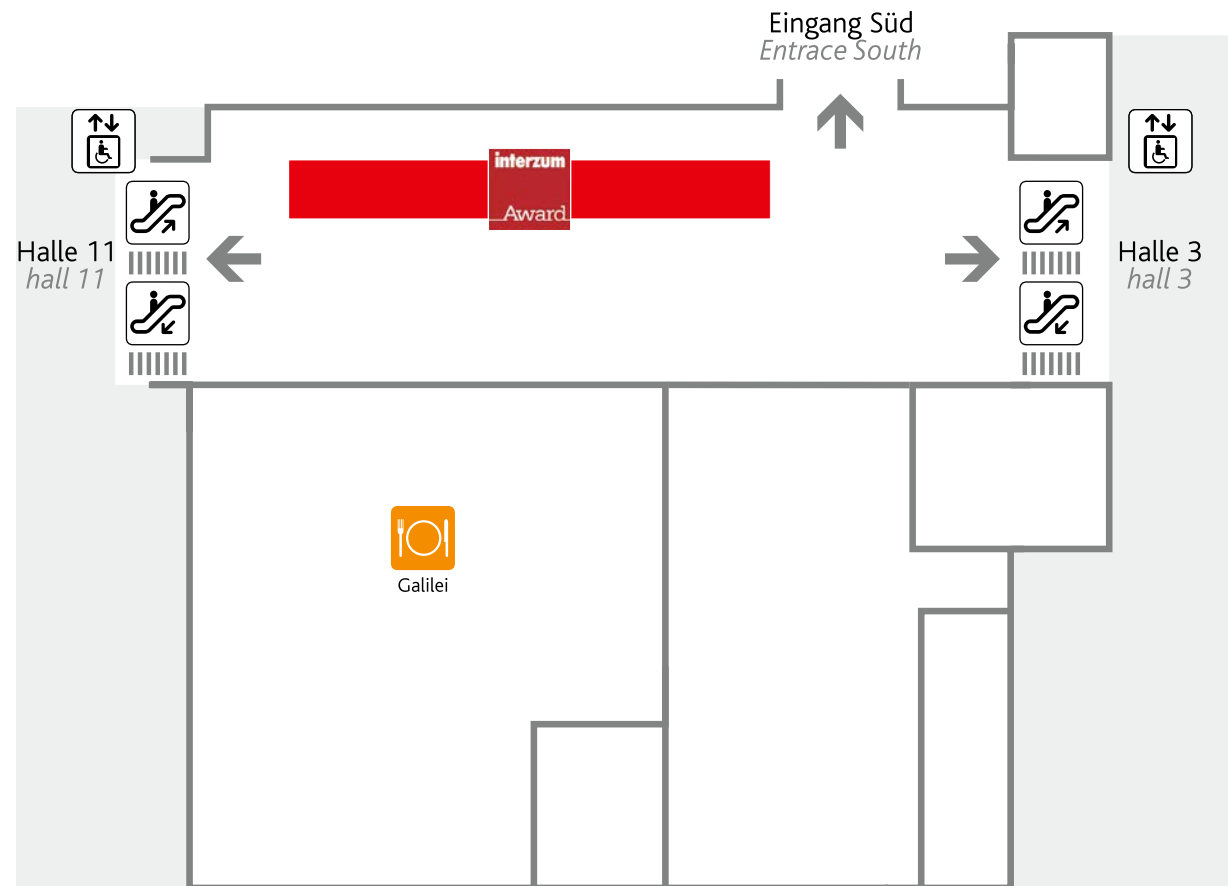 Eingang Süd
Entrace South
interzum
Award
Halle 11
hall 11
Halle 3
hall 3
Galilei